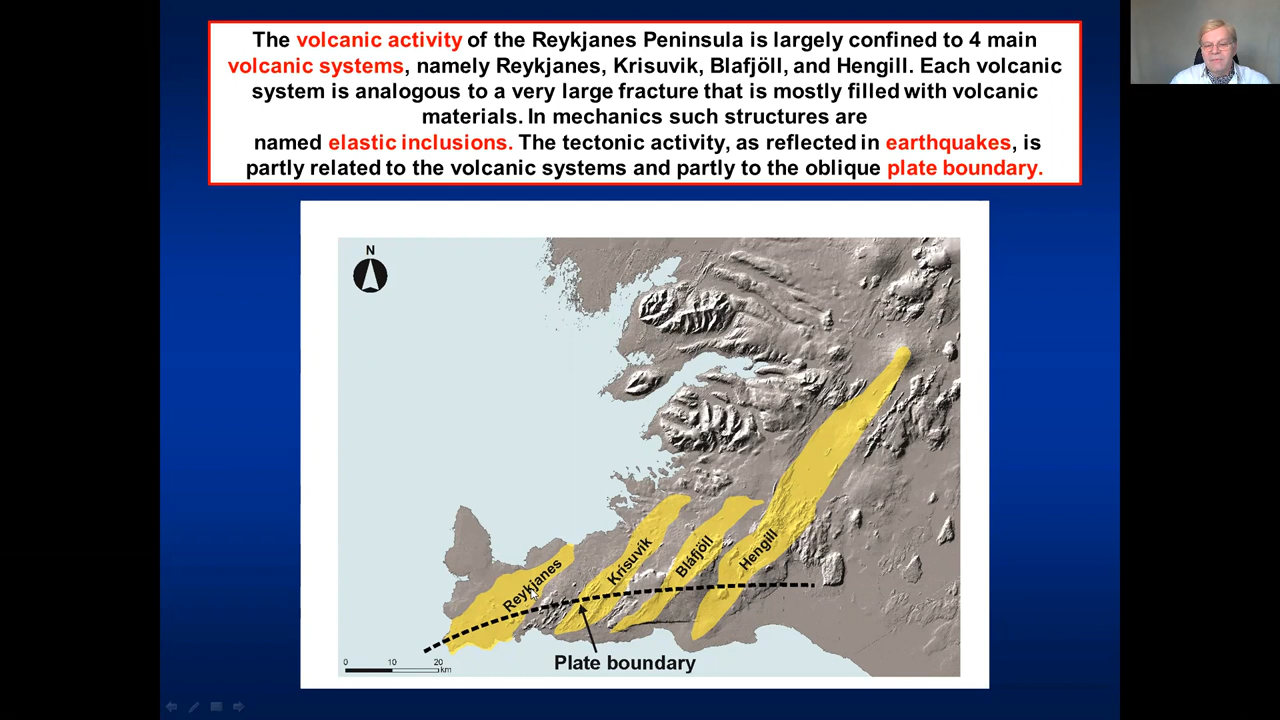 The volcanic activity of the Reykjanes Peninsula is largely confined to 4 main
volcanic systems, namely Reykjanes, Krisuvik, Blafjöll, and Hengill. Each volcanic
system is analogous to a very large fracture that is mostly filled with volcanic
materials. In mechanics such structures are
named elastic inclusions. The tectonic activity, as reflected in earthquakes, is
partly related to the volcanic systems and partly to the oblique plate boundary.
N
Reykjanes
Krísuvík
Bláfjöll
Hengill
Plate boundary
0 10 20
km